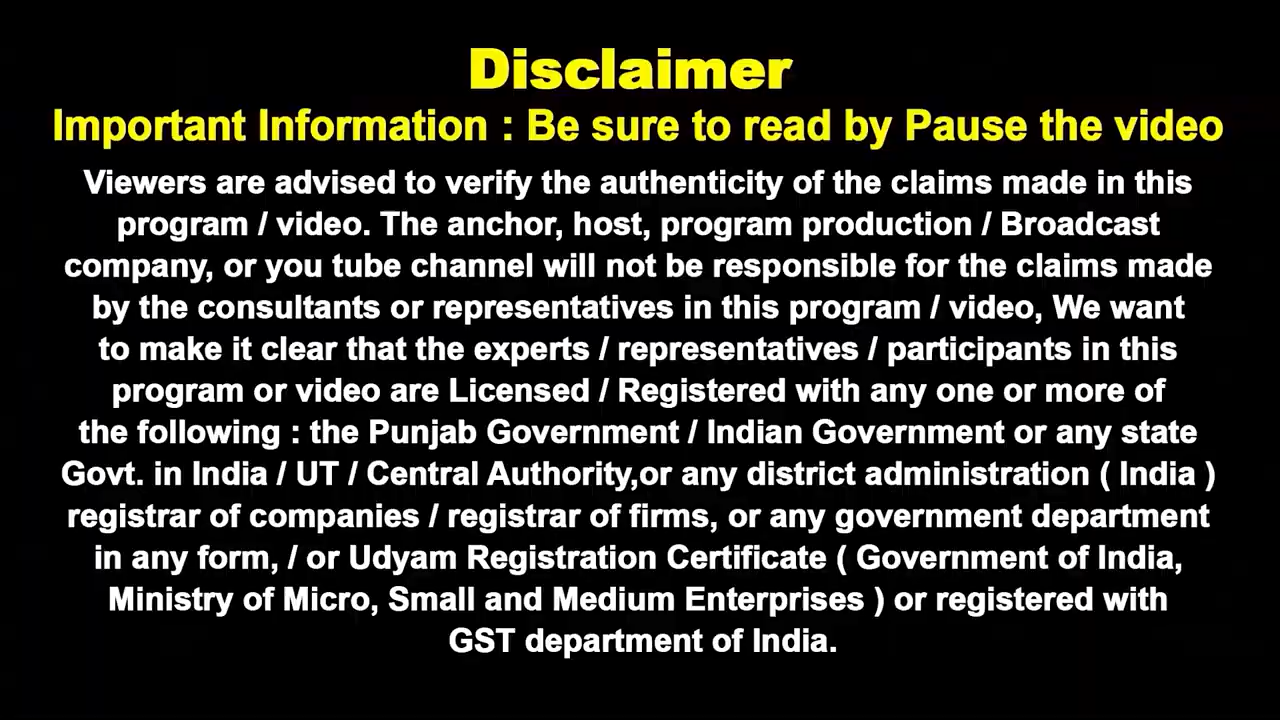 Disclaimer
Important Information : Be sure to read by Pause the video
Viewers are advised to verify the authenticity of the claims made in this
program / video. The anchor, host, program production / Broadcast
company, or you tube channel will not be responsible for the claims made
by the consultants or representatives in this program / video, We want
to make it clear that the experts / representatives / participants in this
program or video are Licensed / Registered with any one or more of
the following : the Punjab Government / Indian Government or any state
Govt. in India / UT / Central Authority,or any district administration ( India )
registrar of companies / registrar of firms, or any government department
in any form, / or Udyam Registration Certificate ( Government of India,
Ministry of Micro, Small and Medium Enterprises ) or registered with
GST department of India.